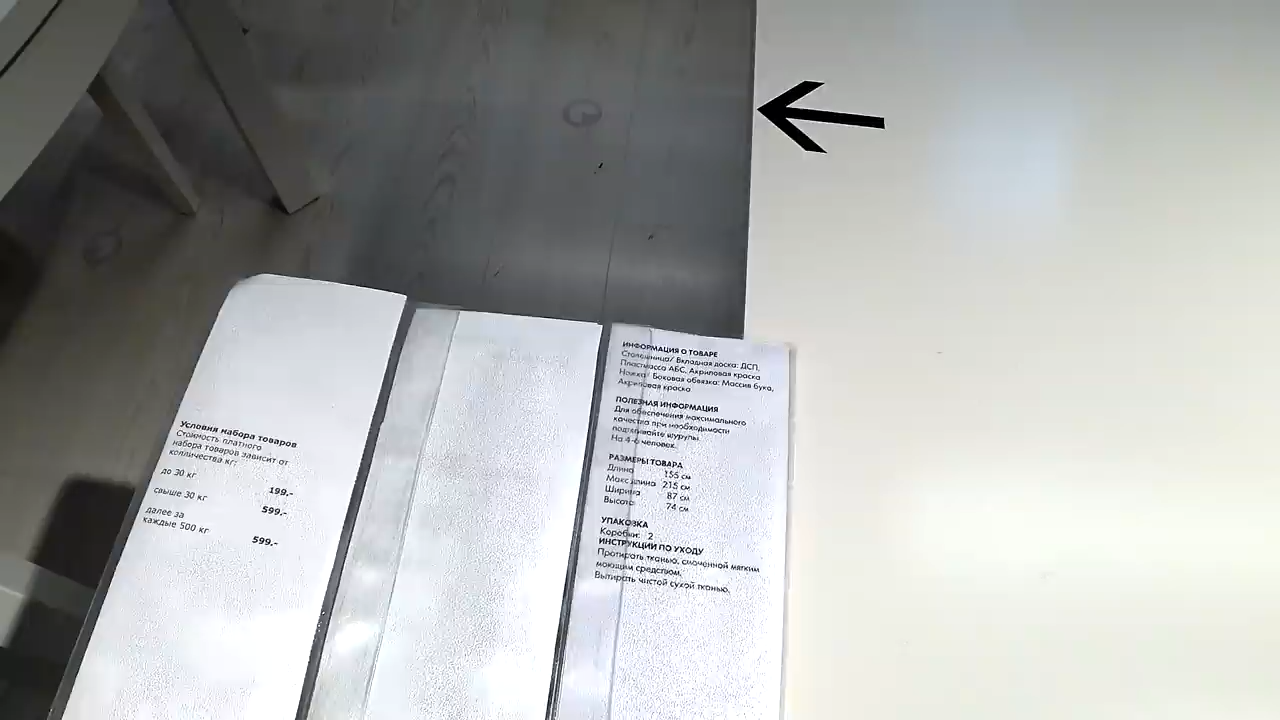 Условия набора товаров
Стоимость платного
набора товаров зависит от
колличества кг:
до 30 кг 199.-
свыше 30 кг 599.-
далее за
каждые 500 кг 599.-
ИНФОРМАЦИЯ О ТОВАРЕ
Столешница/ Вкладная доска: ДСП,
Пластмасса АБС, Акриловая краска
Ножка/ Боковая обвязка: Массив бука,
Акриловая краска
ПОЛЕЗНАЯ ИНФОРМАЦИЯ
Для обеспечения максимального
качества при необходимости
подтягивайте шурупы.
На 4-6 человек.
РАЗМЕРЫ ТОВАРА
Длина 155 см
Макс длина 215 см
Ширина 87 см
Высота 74 см
УПАКОВКА
Коробки: 2
ИНСТРУКЦИИ ПО УХОДУ
Протирать тканью, смоченной мягким
моющим средством.
Вытирать чистой сухой тканью.